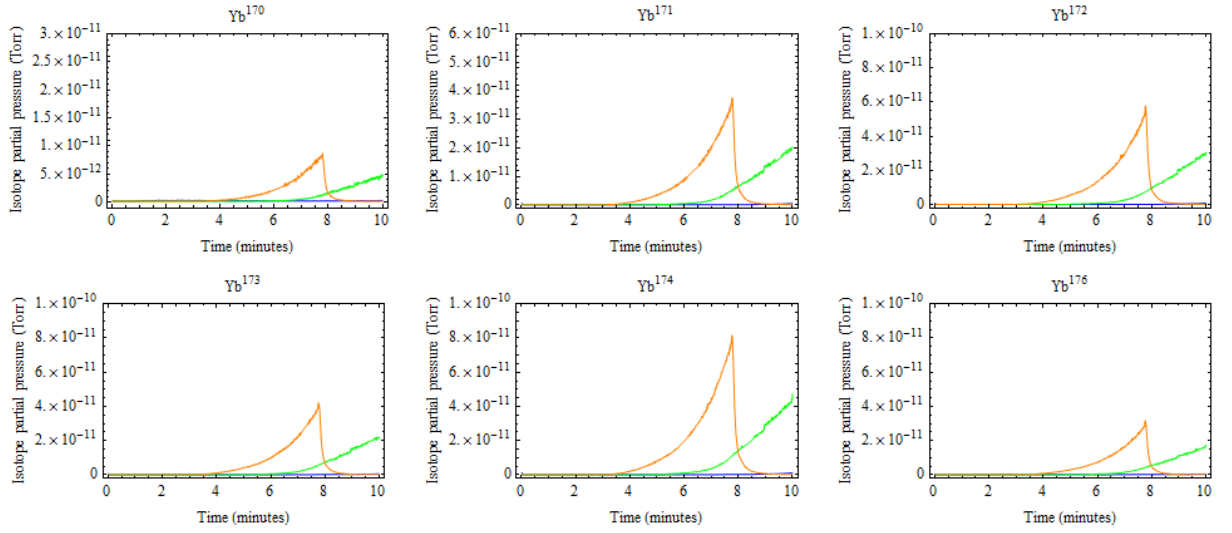 Yb¹⁷⁰
Isotope partial pressure (Torr)
3.×10⁻¹¹
2.5×10⁻¹¹
2.×10⁻¹¹
1.5×10⁻¹¹
1.×10⁻¹¹
5.×10⁻¹²
0
0 2 4 6 8 10
Time (minutes)
Yb¹⁷¹
Isotope partial pressure (Torr)
6.×10⁻¹¹
5.×10⁻¹¹
4.×10⁻¹¹
3.×10⁻¹¹
2.×10⁻¹¹
1.×10⁻¹¹
0
0 2 4 6 8 10
Time (minutes)
Yb¹⁷²
Isotope partial pressure (Torr)
1.×10⁻¹⁰
8.×10⁻¹¹
6.×10⁻¹¹
4.×10⁻¹¹
2.×10⁻¹¹
0
0 2 4 6 8 10
Time (minutes)
Yb¹⁷³
Isotope partial pressure (Torr)
1.×10⁻¹⁰
8.×10⁻¹¹
6.×10⁻¹¹
4.×10⁻¹¹
2.×10⁻¹¹
0
0 2 4 6 8 10
Time (minutes)
Yb¹⁷⁴
Isotope partial pressure (Torr)
1.×10⁻¹⁰
8.×10⁻¹¹
6.×10⁻¹¹
4.×10⁻¹¹
2.×10⁻¹¹
0
0 2 4 6 8 10
Time (minutes)
Yb¹⁷⁶
Isotope partial pressure (Torr)
1.×10⁻¹⁰
8.×10⁻¹¹
6.×10⁻¹¹
4.×10⁻¹¹
2.×10⁻¹¹
0
0 2 4 6 8 10
Time (minutes)